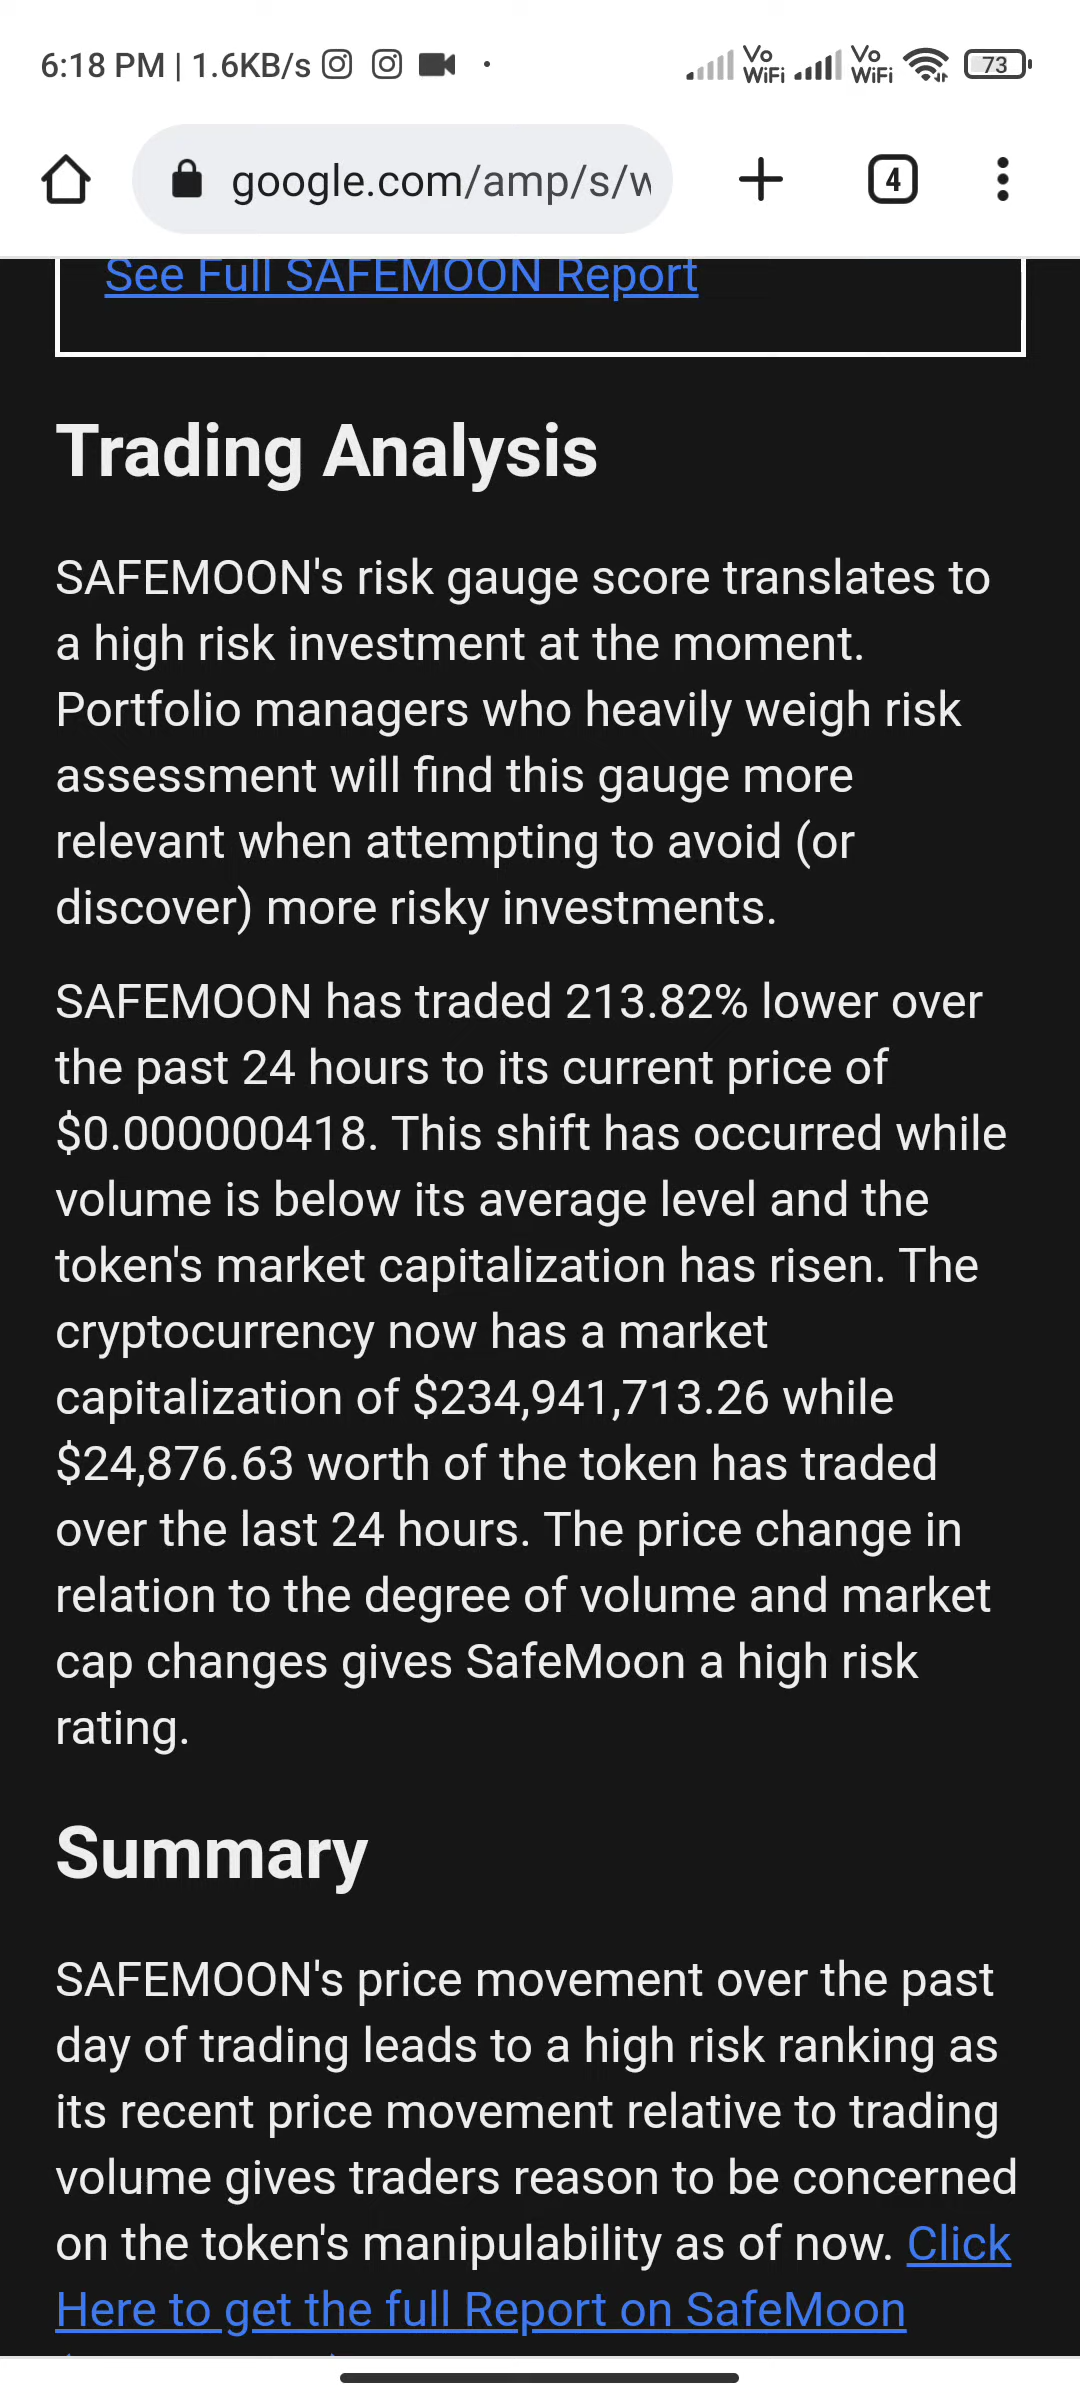 6:18 PM | 1.6KB/s
Vo WiFi Vo WiFi 73
google.com/amp/s/w
4
See Full SAFEMOON Report
Trading Analysis
SAFEMOON's risk gauge score translates to
a high risk investment at the moment.
Portfolio managers who heavily weigh risk
assessment will find this gauge more
relevant when attempting to avoid (or
discover) more risky investments.
SAFEMOON has traded 213.82% lower over
the past 24 hours to its current price of
$0.000000418. This shift has occurred while
volume is below its average level and the
token's market capitalization has risen. The
cryptocurrency now has a market
capitalization of $234,941,713.26 while
$24,876.63 worth of the token has traded
over the last 24 hours. The price change in
relation to the degree of volume and market
cap changes gives SafeMoon a high risk
rating.
Summary
SAFEMOON's price movement over the past
day of trading leads to a high risk ranking as
its recent price movement relative to trading
volume gives traders reason to be concerned
on the token's manipulability as of now. Click
Here to get the full Report on SafeMoon